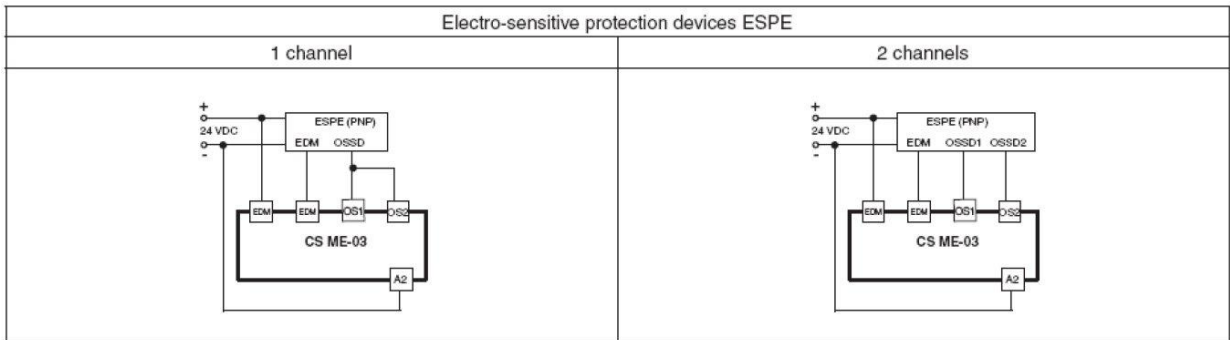 Electro-sensitive protection devices ESPE
1 channel
2 channels
+
24 VDC
-
ESPE (PNP)
EDM OSSD
EDM EDM OS1 OS2
CS ME-03
A2
+
24 VDC
-
ESPE (PNP)
EDM OSSD1 OSSD2
EDM EDM OS1 OS2
CS ME-03
A2